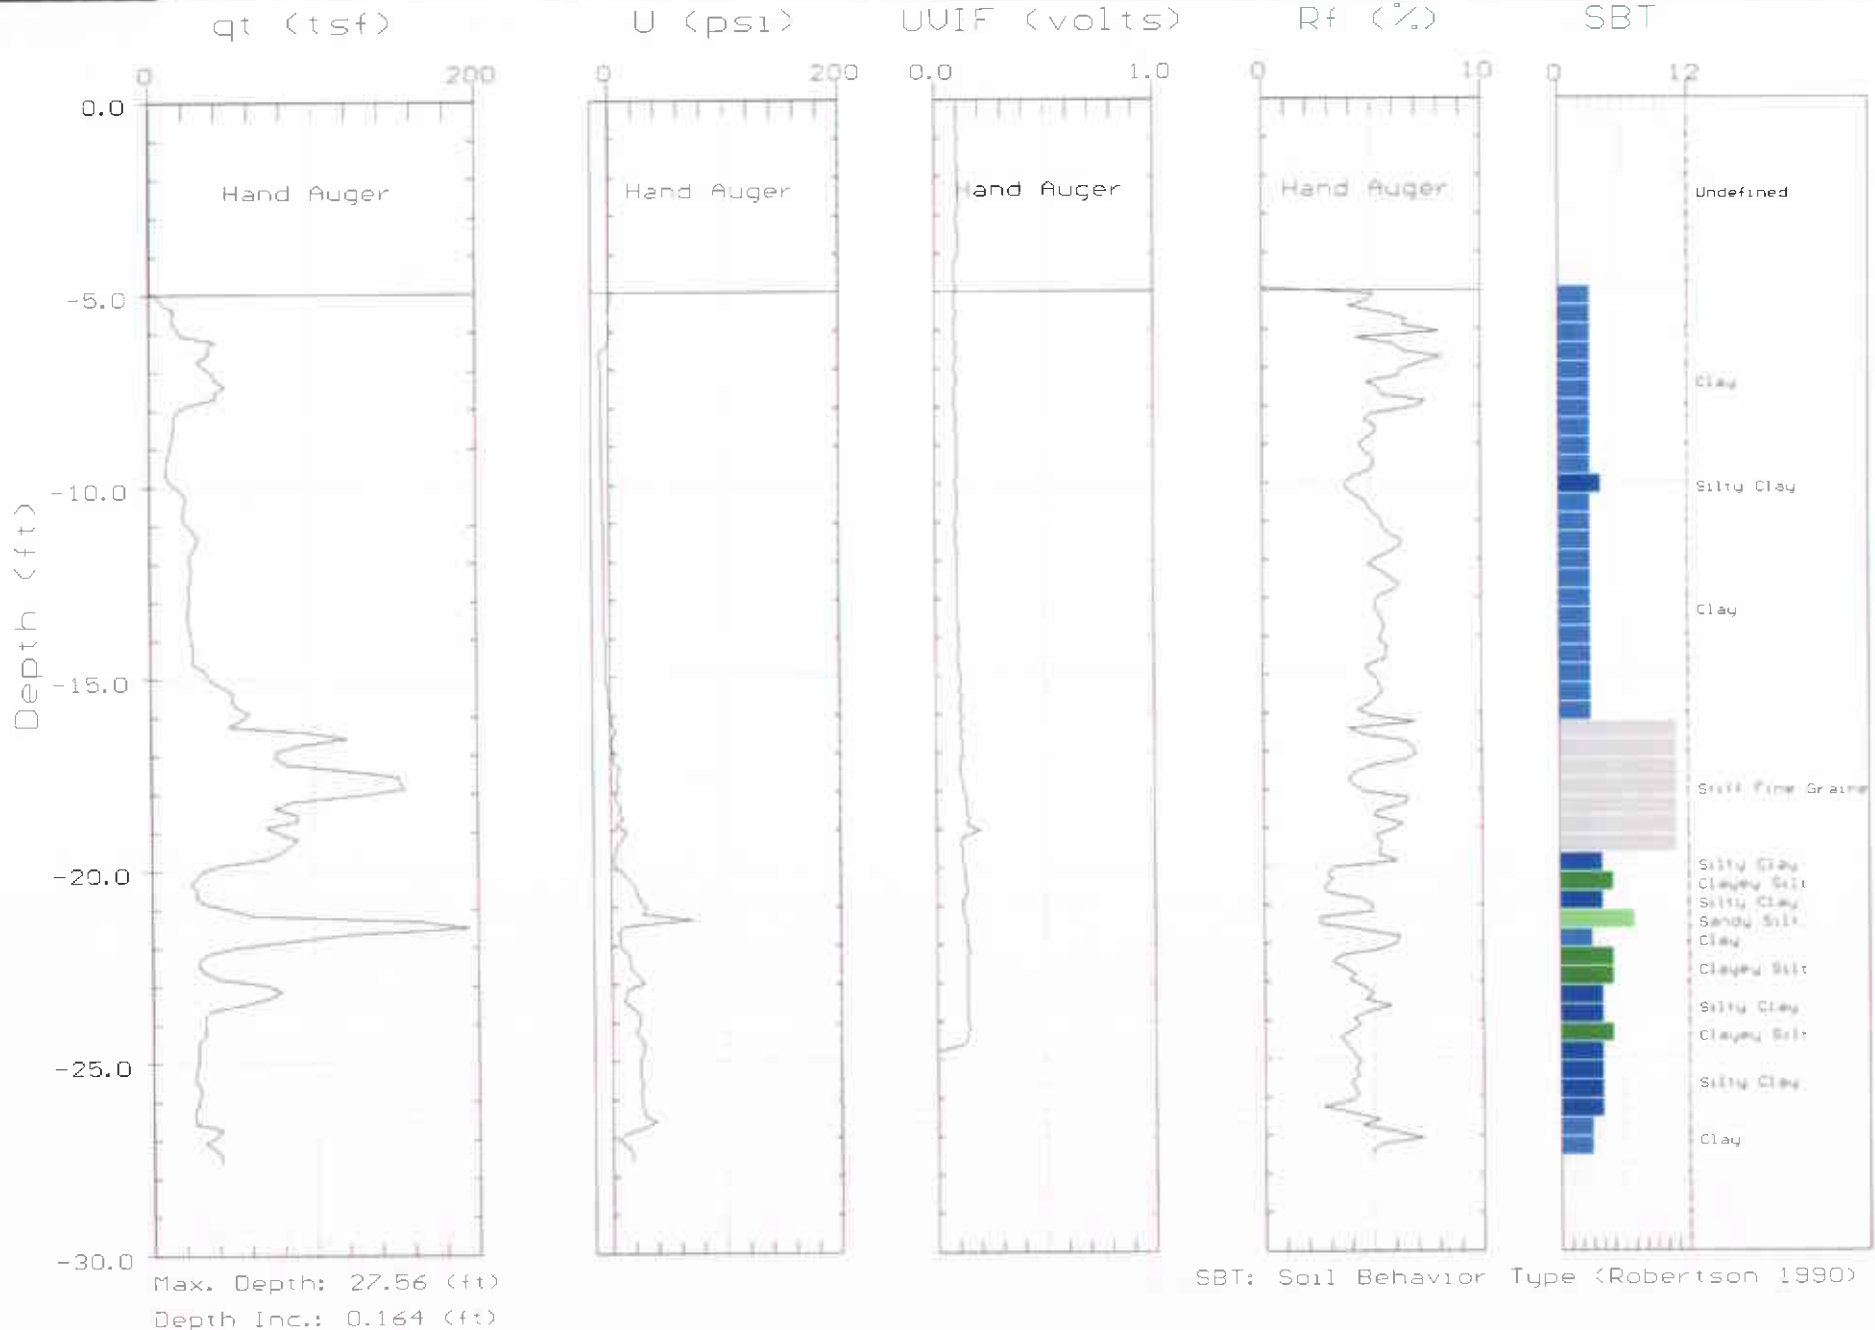 qt (tsf)
U (psi)
UVIF (volts)
Rf (%)
SBT
0 200
0 200
0.0 1.0
0 10
0 12
0.0
Hand Auger
Hand Auger
Hand Auger
Hand Auger
Undefined
-5.0
Clay
-10.0
Silty Clay
Depth (ft)
Clay
-15.0
Stiff Fine Graine
-20.0
Silty Clay
Clayey Silt
Silty Clay
Sandy Silt
Clay
Clayey Silt
Silty Clay
Clayey Silt
-25.0
Silty Clay
Clay
-30.0
Max. Depth: 27.56 (ft)
Depth Inc.: 0.164 (ft)
SBT: Soil Behavior Type (Robertson 1990)